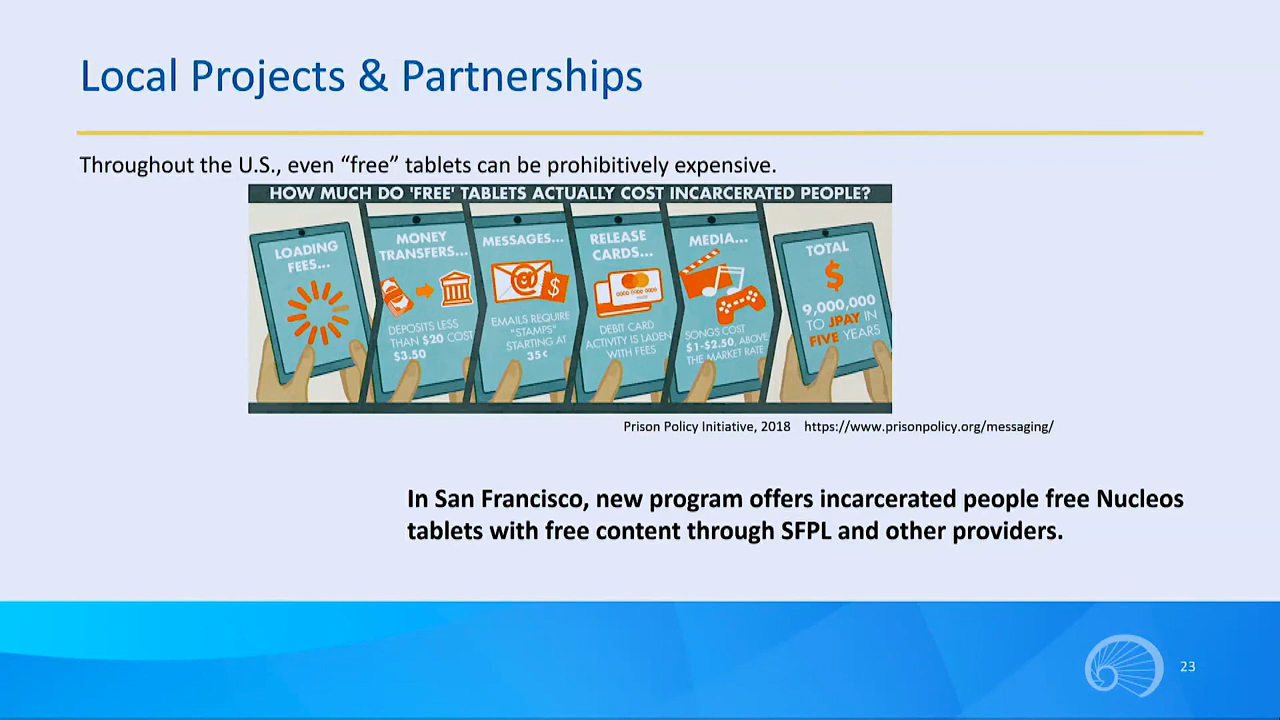 Local Projects & Partnerships
Throughout the U.S., even “free” tablets can be prohibitively expensive.
HOW MUCH DO 'FREE' TABLETS ACTUALLY COST INCARCERATED PEOPLE?
LOADING
FEES...
MONEY
TRANSFERS...
DEPOSITS LESS
THAN $20 COST
$3.50
MESSAGES...
@
$
EMAILS REQUIRE
"STAMPS"
STARTING AT
35¢
RELEASE
CARDS...
0000 0000 0000
DEBIT CARD
ACTIVITY IS LADEN
WITH FEES
MEDIA...
SONGS COST
$1-$2.50, ABOVE
THE MARKET RATE
TOTAL
$
9,000,000
TO JPAY IN
FIVE YEARS
Prison Policy Initiative, 2018 https://www.prisonpolicy.org/messaging/
In San Francisco, new program offers incarcerated people free Nucleos
tablets with free content through SFPL and other providers.
23